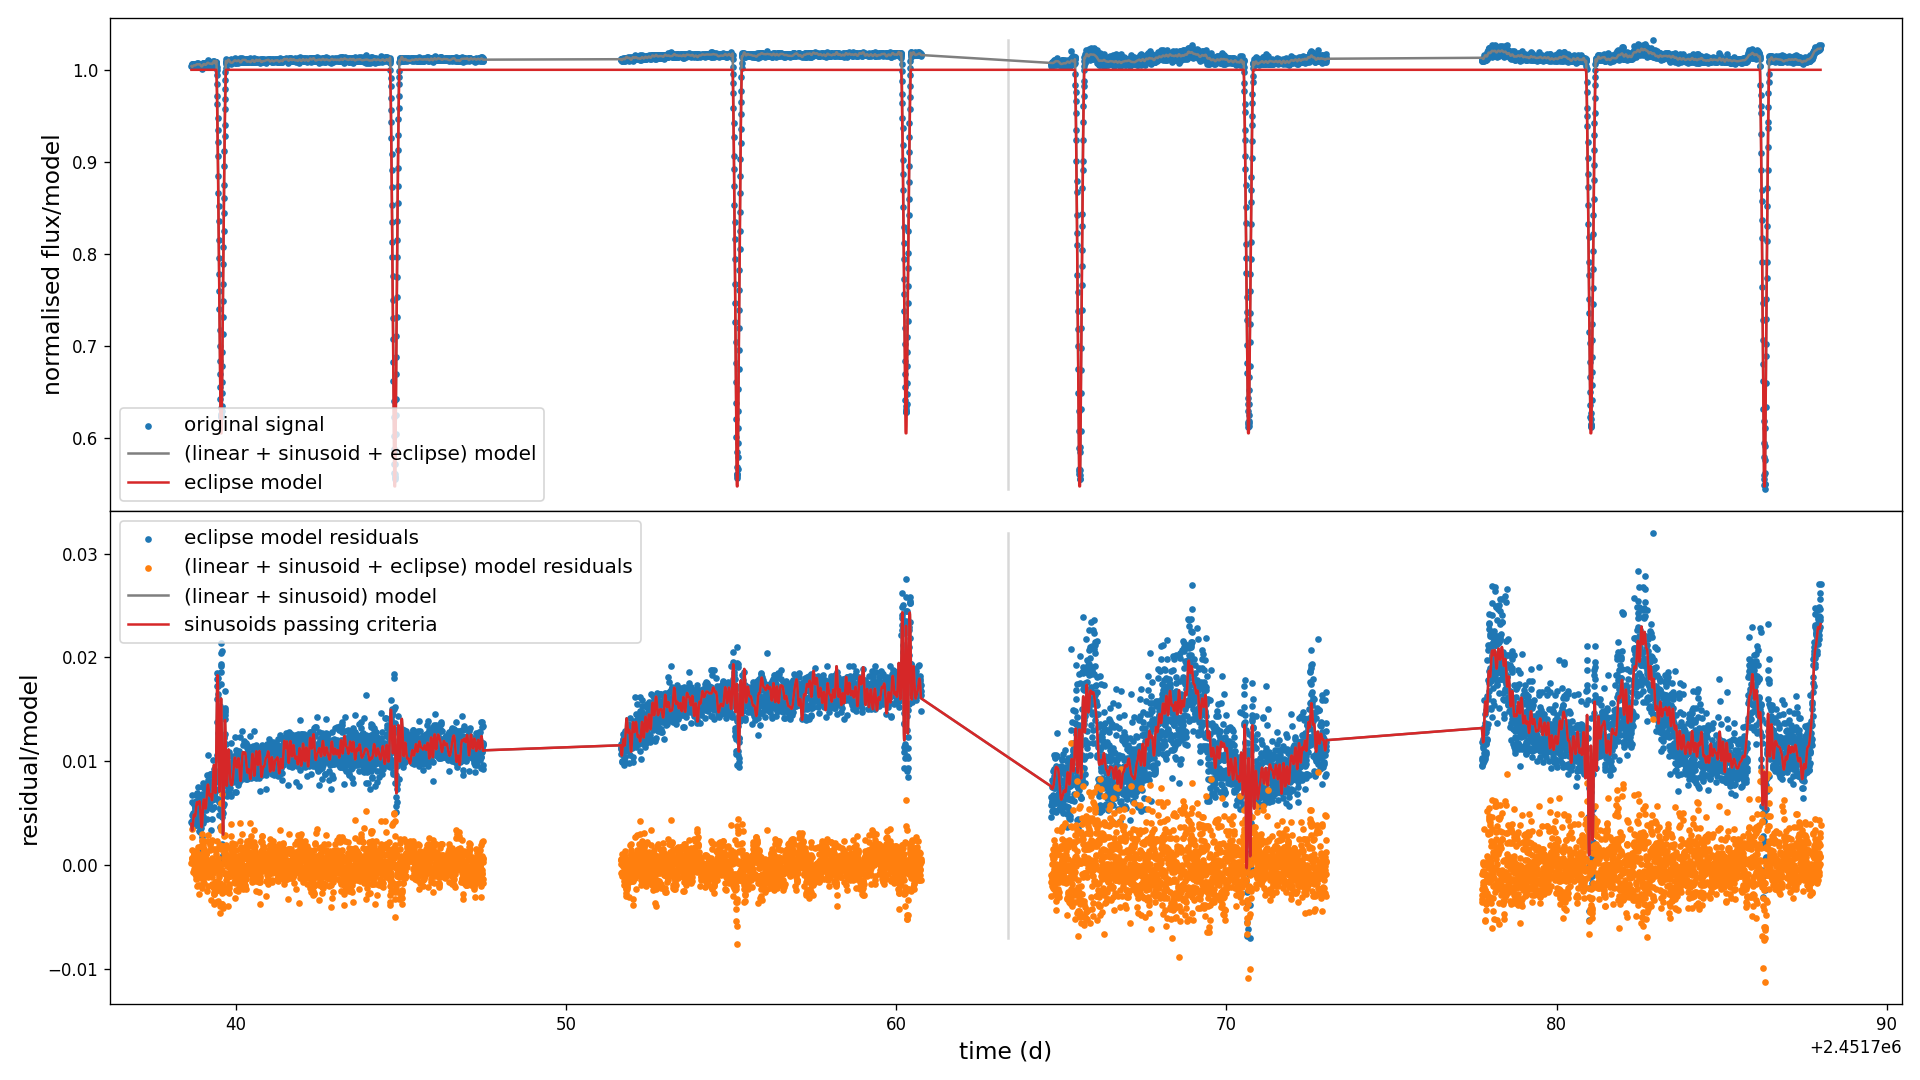 normalised flux/model
1.0
0.9
0.8
0.7
0.6
original signal
(linear + sinusoid + eclipse) model
eclipse model
residual/model
0.03
0.02
0.01
0.00
−0.01
eclipse model residuals
(linear + sinusoid + eclipse) model residuals
(linear + sinusoid) model
sinusoids passing criteria
40
50
60
70
80
90
time (d)
+2.4517e6